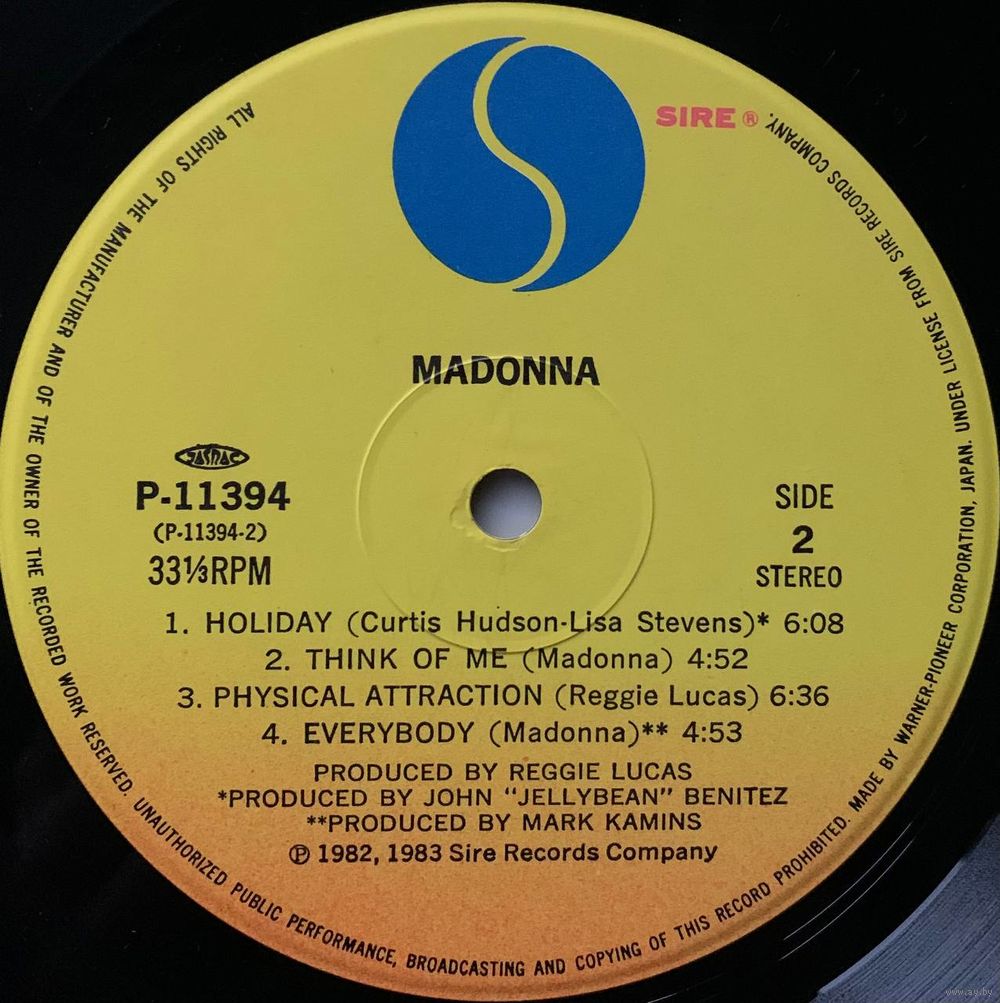 SIRE ®
MADONNA
JASRAC
P-11394
(P-11394-2)
33⅓RPM
SIDE
2
STEREO
1. HOLIDAY (Curtis Hudson-Lisa Stevens)* 6:08
2. THINK OF ME (Madonna) 4:52
3. PHYSICAL ATTRACTION (Reggie Lucas) 6:36
4. EVERYBODY (Madonna)** 4:53
PRODUCED BY REGGIE LUCAS
*PRODUCED BY JOHN "JELLYBEAN" BENITEZ
**PRODUCED BY MARK KAMINS
℗ 1982, 1983 Sire Records Company
ALL RIGHTS OF THE MANUFACTURER AND OF THE OWNER OF THE RECORDED WORK RESERVED. UNAUTHORIZED PUBLIC PERFORMANCE, BROADCASTING AND COPYING OF THIS RECORD PROHIBITED. MADE BY WARNER-PIONEER CORPORATION, JAPAN. UNDER LICENSE FROM SIRE RECORDS COMPANY.
www.ay.by